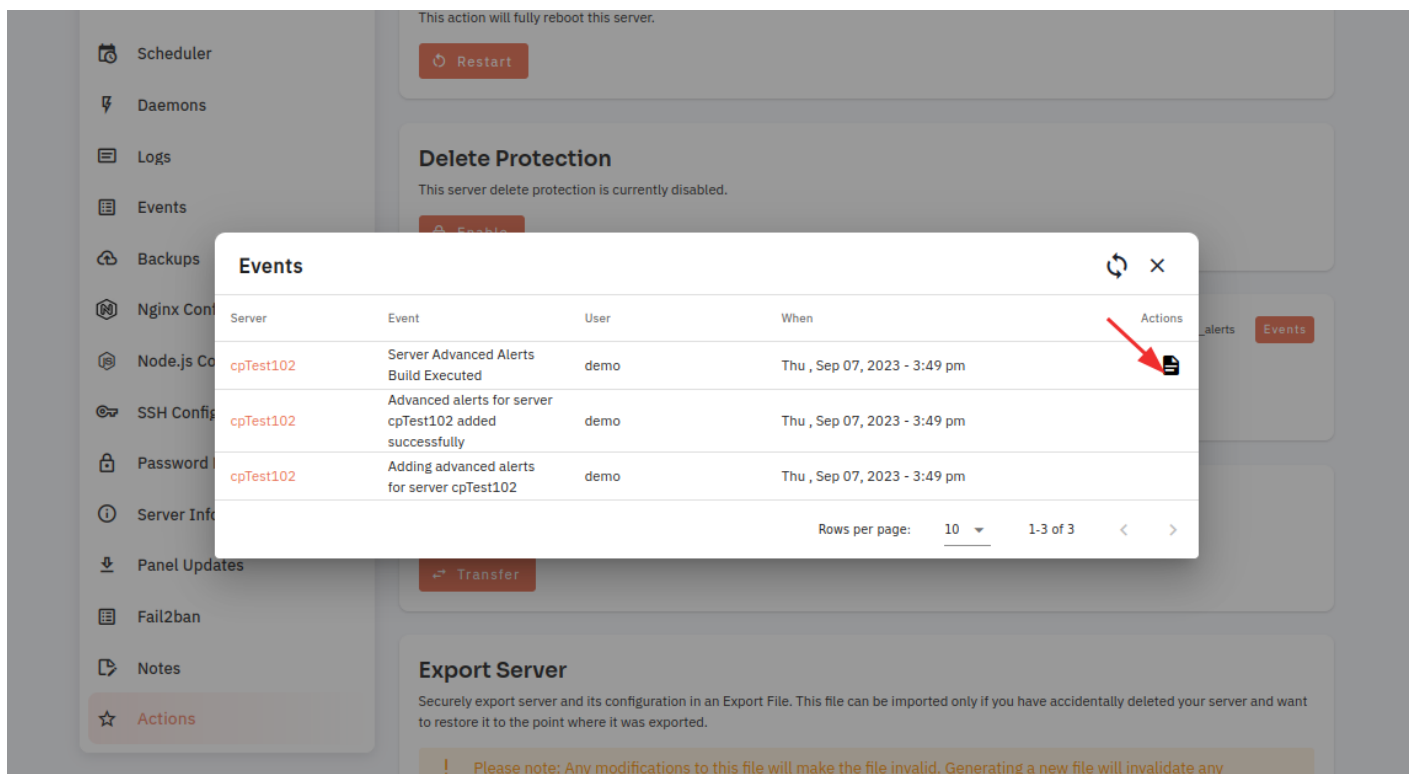 This action will fully reboot this server.
Restart
Scheduler
Daemons
Logs
Events
Backups
Nginx Conf
Node.js Co
SSH Config
Password
Server Info
Panel Updates
Fail2ban
Notes
Actions
Delete Protection
This server delete protection is currently disabled.
Enable
_alerts
Events
Events
Server Event User When Actions
cpTest102 Server Advanced Alerts demo Thu , Sep 07, 2023 - 3:49 pm
Build Executed
cpTest102 Advanced alerts for server demo Thu , Sep 07, 2023 - 3:49 pm
cpTest102 added
successfully
cpTest102 Adding advanced alerts demo Thu , Sep 07, 2023 - 3:49 pm
for server cpTest102
Rows per page: 10 1-3 of 3
Transfer
Export Server
Securely export server and its configuration in an Export File. This file can be imported only if you have accidentally deleted your server and want
to restore it to the point where it was exported.
! Please note: Any modifications to this file will make the file invalid. Generating a new file will invalidate any